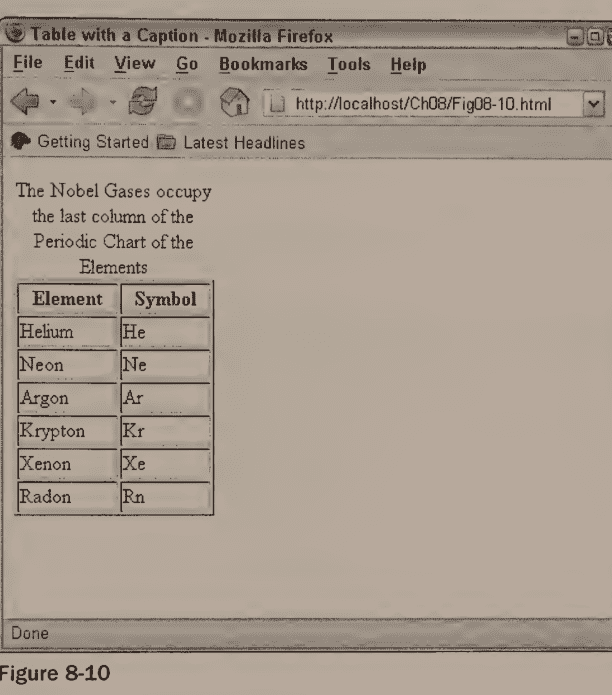 Table with a Caption - Mozilla Firefox
File Edit View Go Bookmarks Tools Help
http://localhost/Ch08/Fig08-10.html
Getting Started Latest Headlines
The Nobel Gases occupy
the last column of the
Periodic Chart of the
Elements
Element Symbol
Helium He
Neon Ne
Argon Ar
Krypton Kr
Xenon Xe
Radon Rn
Done
Figure 8-10